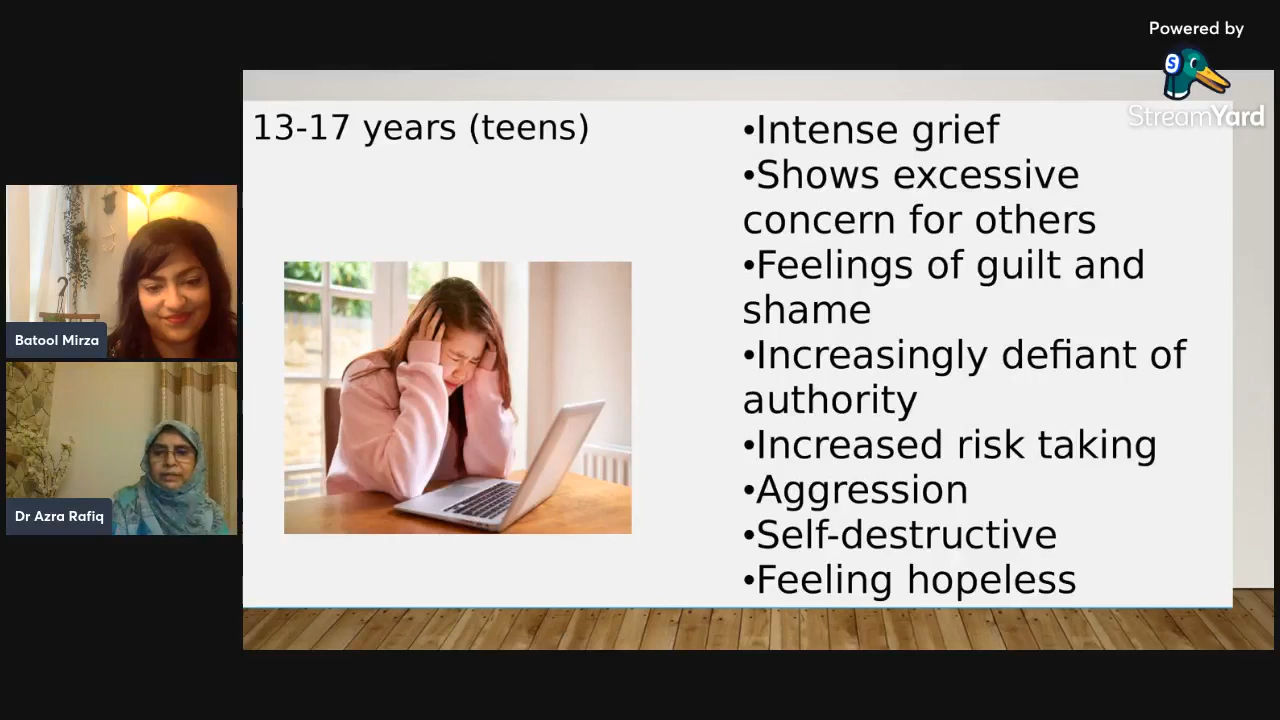 Powered by
StreamYard
13-17 years (teens)
•Intense grief
•Shows excessive
concern for others
•Feelings of guilt and
shame
•Increasingly defiant of
authority
•Increased risk taking
•Aggression
•Self-destructive
•Feeling hopeless
Batool Mirza
Dr Azra Rafiq